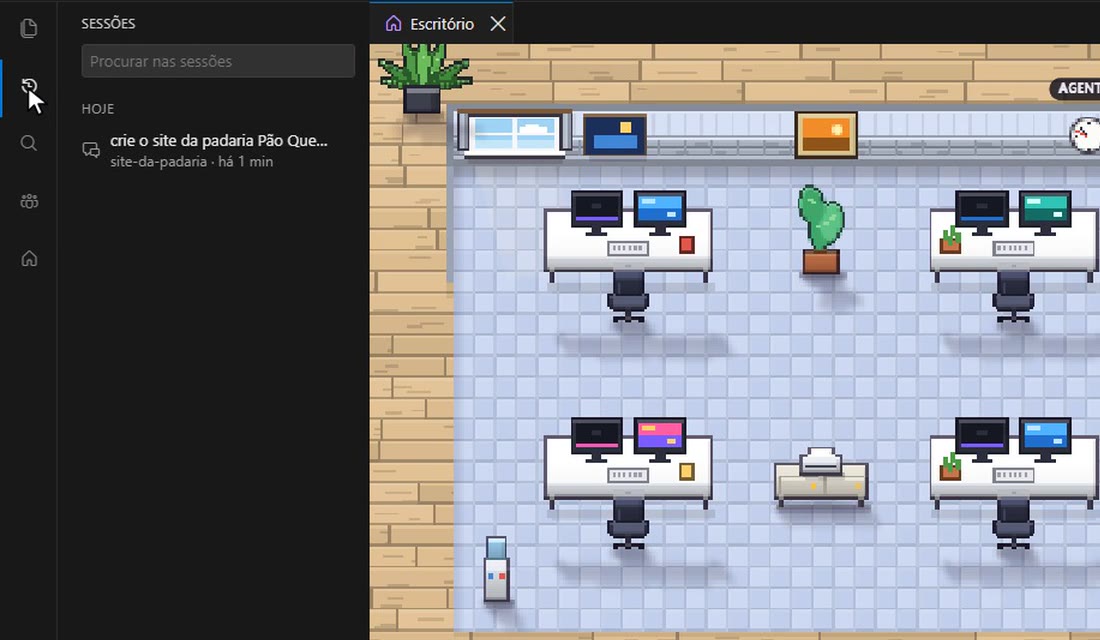 SESSÕES
Procurar nas sessões
HOJE
crie o site da padaria Pão Que...
site-da-padaria · há 1 min
Escritório
AGENT